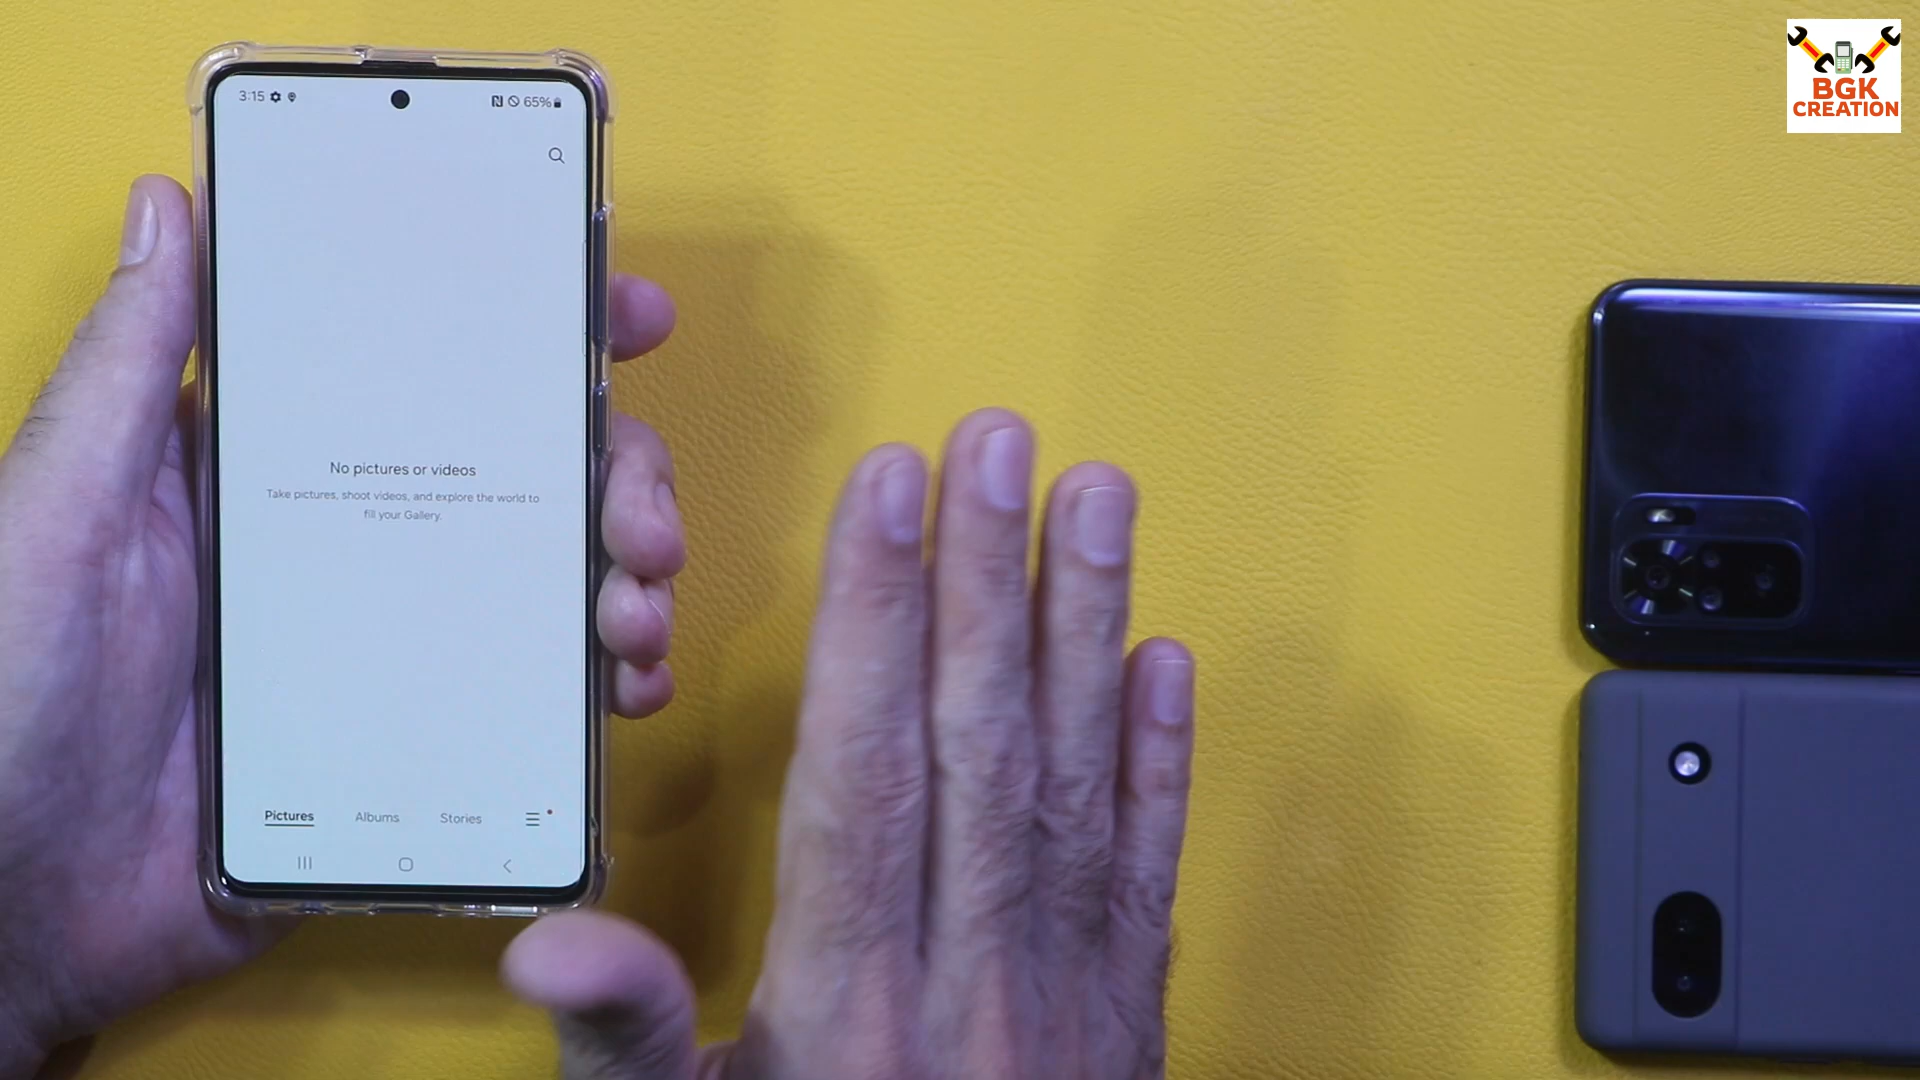 3:15
65%
No pictures or videos
Take pictures, shoot videos, and explore the world to
fill your Gallery.
Pictures Albums Stories
BGK
CREATION